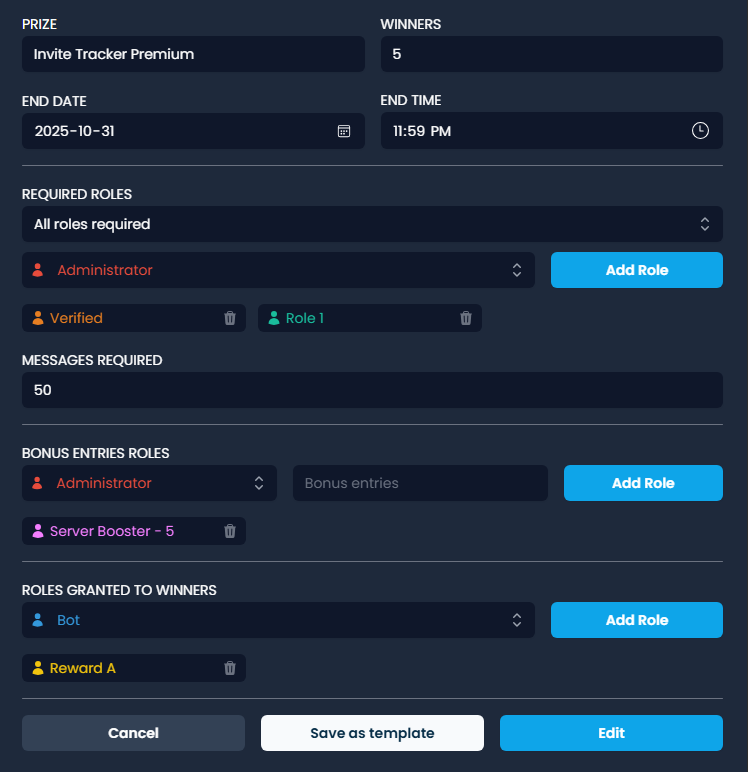 PRIZE
WINNERS
Invite Tracker Premium
5
END DATE
END TIME
2025-10-31
11:59 PM
REQUIRED ROLES
All roles required
Administrator
Add Role
Verified
Role 1
MESSAGES REQUIRED
50
BONUS ENTRIES ROLES
Administrator
Bonus entries
Add Role
Server Booster - 5
ROLES GRANTED TO WINNERS
Bot
Add Role
Reward A
Cancel
Save as template
Edit